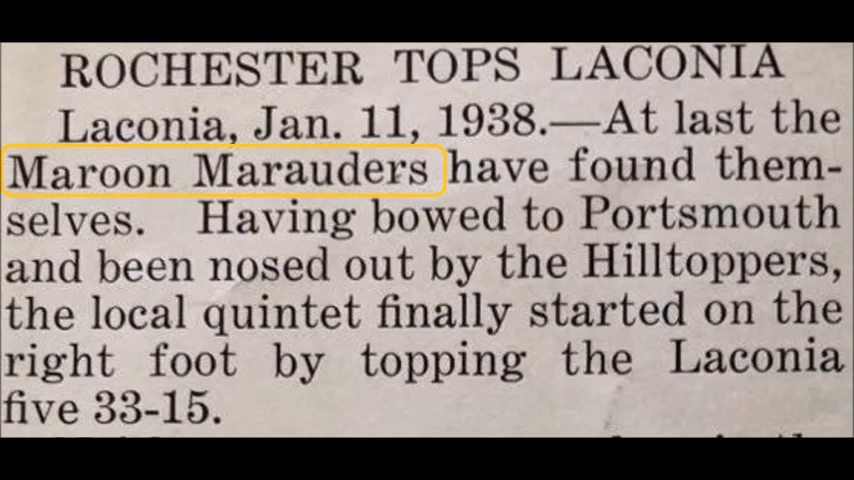 ROCHESTER TOPS LACONIA
Laconia, Jan. 11, 1938.—At last the
Maroon Marauders have found them-
selves. Having bowed to Portsmouth
and been nosed out by the Hilltoppers,
the local quintet finally started on the
right foot by topping the Laconia
five 33-15.